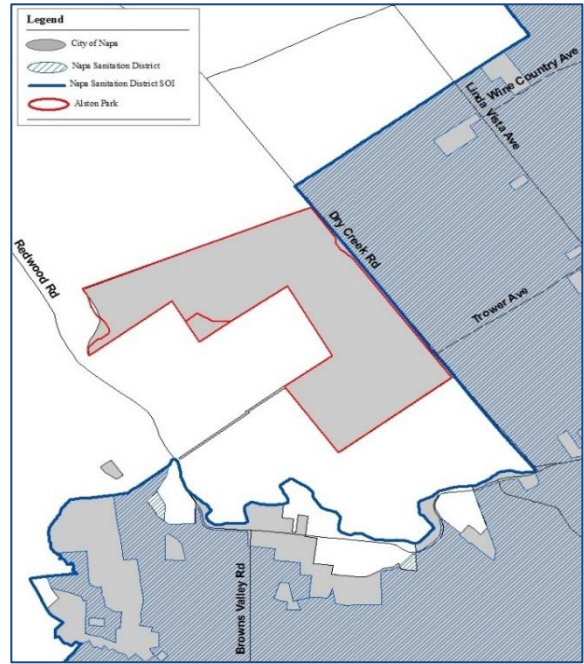 Legend
City of Napa
Napa Sanitation District
Napa Sanitation District SOI
Alston Park
Wine Country Ave
Linda Vista Ave
Dry Creek Rd
Redwood Rd
Trower Ave
Browns Valley Rd